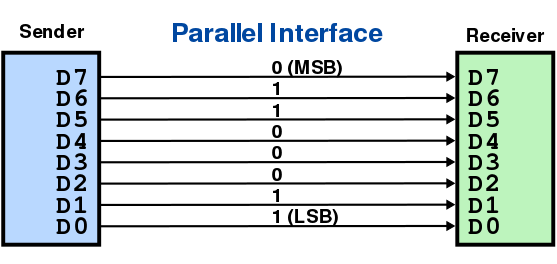 Sender Parallel Interface Receiver
0 (MSB)
D7 D7
1
D6 D6
1
D5 D5
0
D4 D4
0
D3 D3
0
D2 D2
1
D1 D1
1 (LSB)
D0 D0